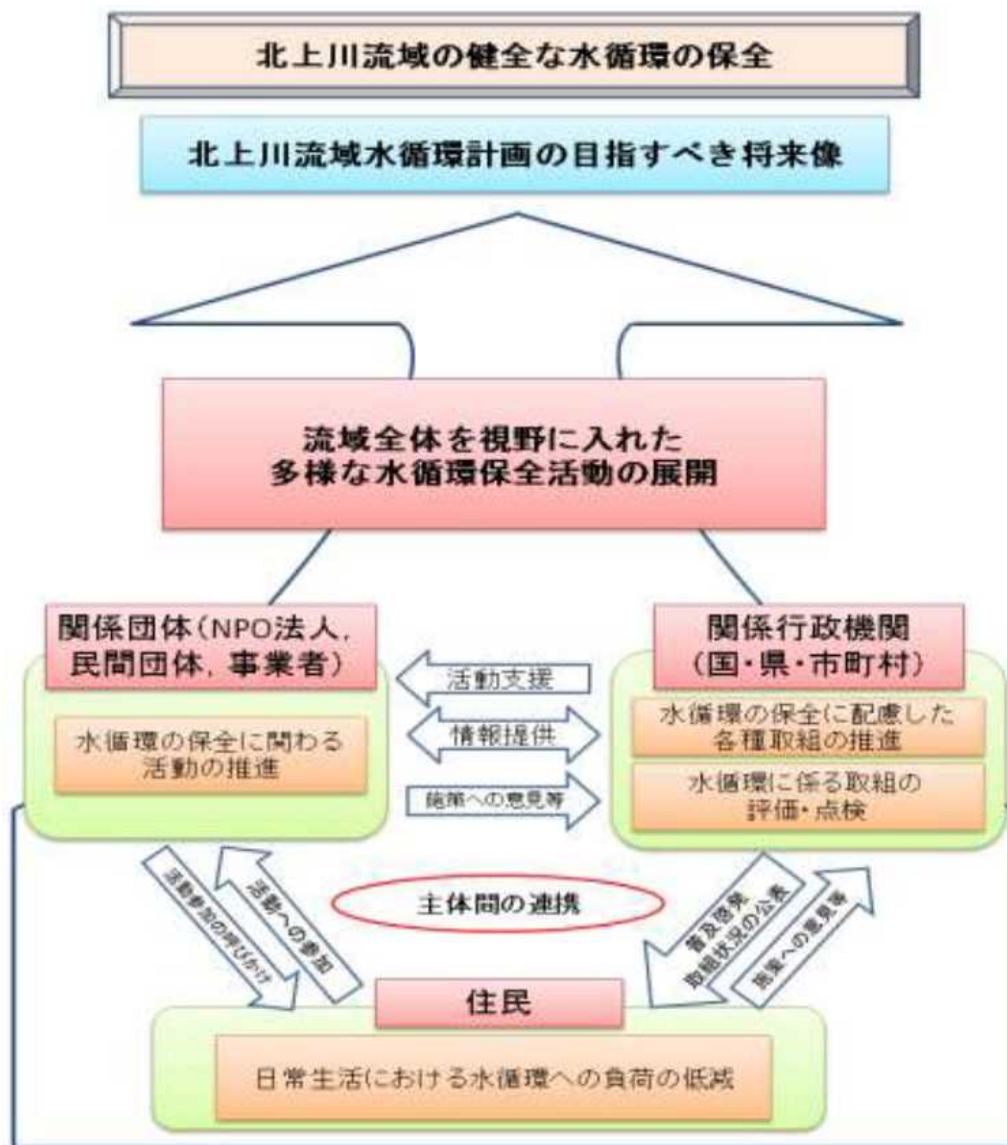 北上川流域の健全な水循環の保全
北上川流域水循環計画の目指すべき将来像
流域全体を視野に入れた
多様な水循環保全活動の展開
関係団体(NPO法人,
民間団体, 事業者)
水循環の保全に関わる
活動の推進
関係行政機関
(国・県・市町村)
水循環の保全に配慮した
各種取組の推進
水循環に係る取組の
評価・点検
活動支援
情報提供
施策への意見等
活動参加の呼びかけ
活動への参加
主体間の連携
普及啓発
取組状況の公表
施策への意見等
住民
日常生活における水循環への負荷の低減